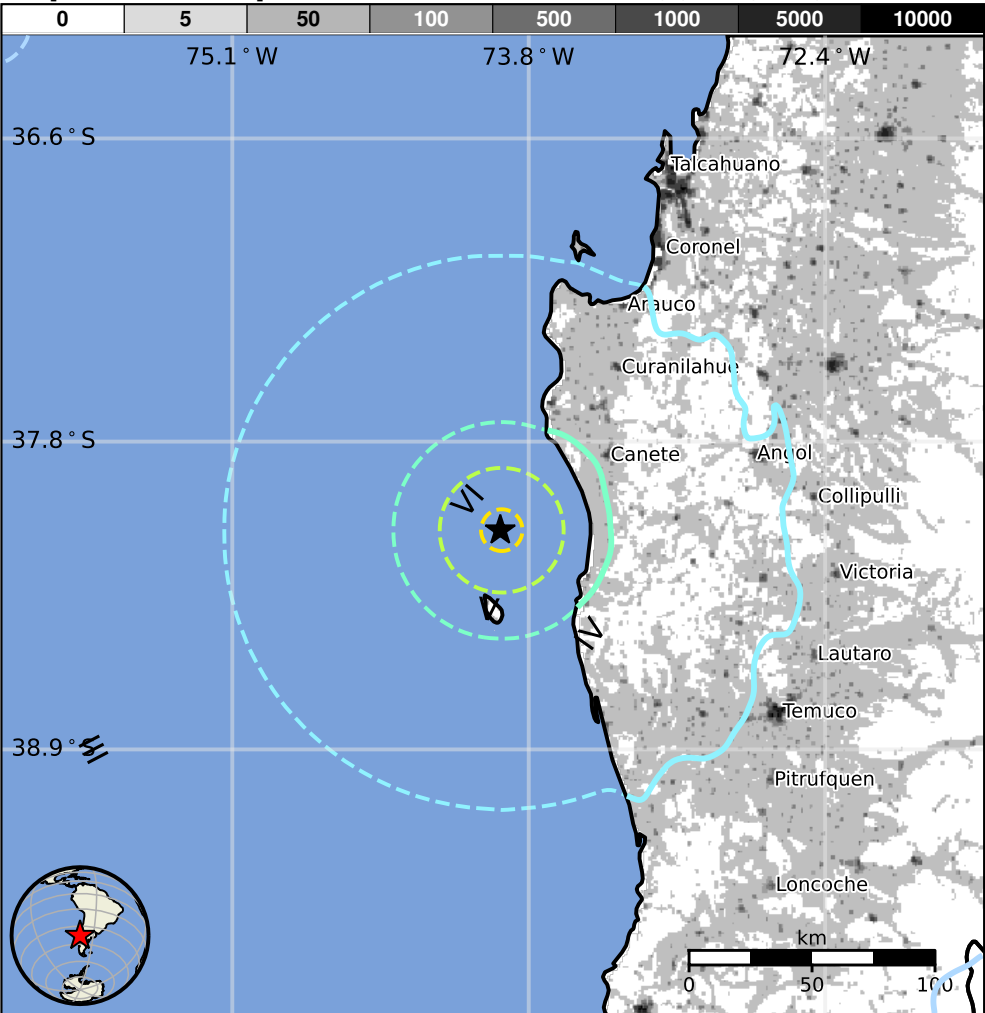 0 5 50 100 500 1000 5000 10000
75.1°W 73.8°W 72.4°W
36.6°S
Talcahuano
Coronel
Arauco
Curanilahue
37.8°S
Canete
Angol
VI
Collipulli
Victoria
IV
Lautaro
Temuco
38.9°S
Pitrufquen
Loncoche
km
0 50 100